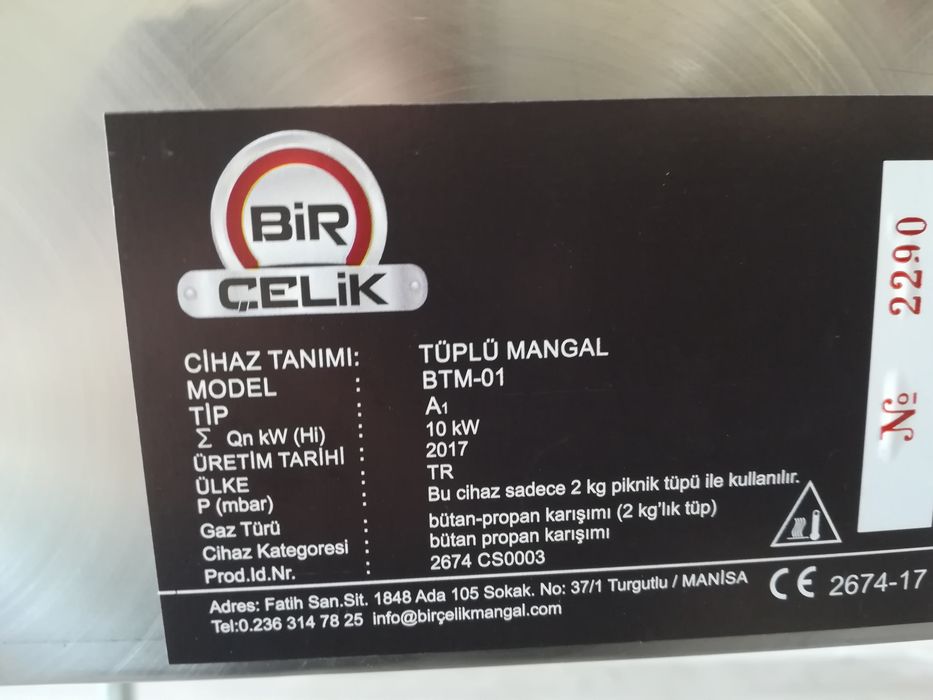 BİR
ÇELİK
CİHAZ TANIMI: TÜPLÜ MANGAL
MODEL : BTM-01
TİP : A1
Σ Qn kW (Hi) : 10 kW
ÜRETİM TARİHİ : 2017
ÜLKE : TR
P (mbar) : Bu cihaz sadece 2 kg piknik tüpü ile kullanılır.
Gaz Türü : bütan-propan karışımı (2 kg'lık tüp)
Cihaz Kategoresi : bütan propan karışımı
Prod.Id.Nr. : 2674 CS0003
Adres: Fatih San.Sit. 1848 Ada 105 Sokak. No: 37/1 Turgutlu / MANİSA
Tel:0.236 314 78 25 info@birçelikmangal.com
CE 2674-17
№ 2290